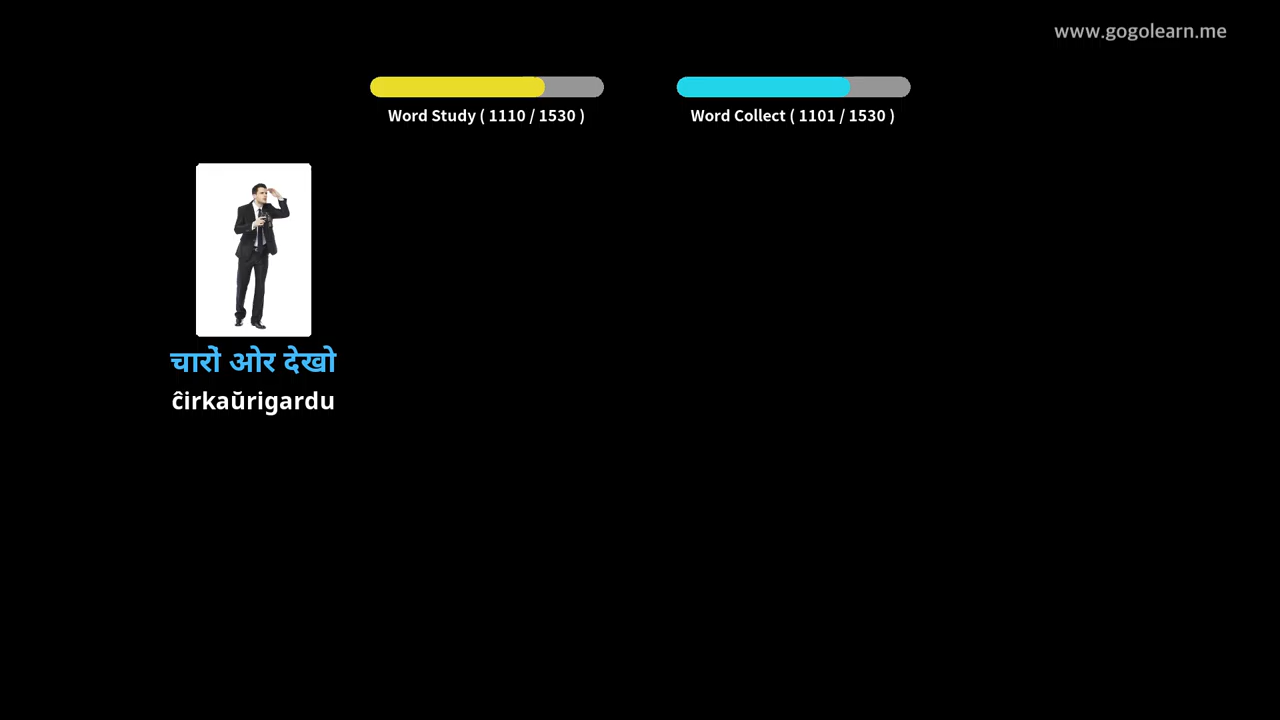 www.gogolearn.me
Word Study ( 1110 / 1530 )
Word Collect ( 1101 / 1530 )
चारों ओर देखो
ĉirkaŭrigardu